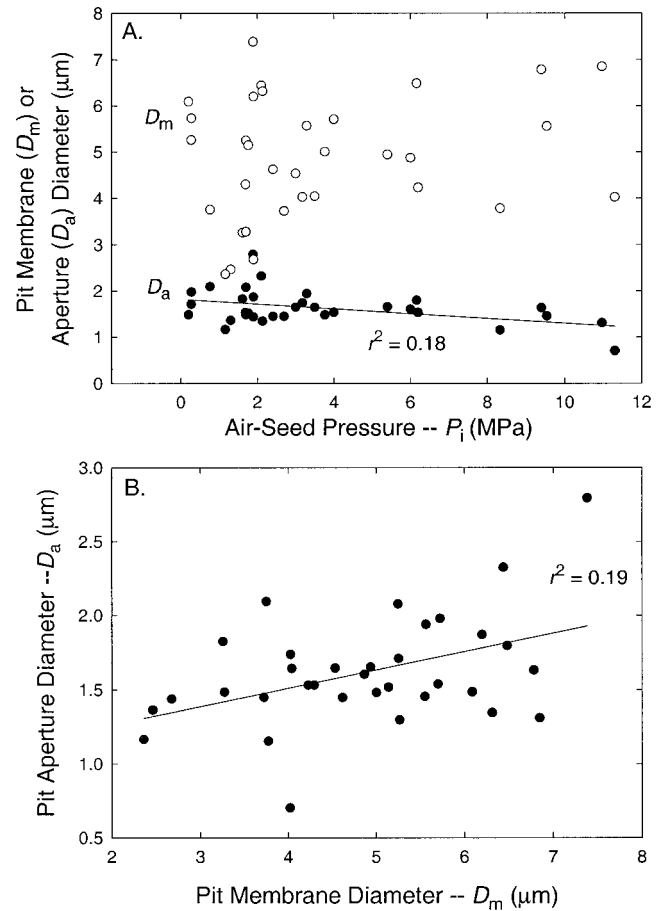 A.
Pit Membrane (Dm) or
Aperture (Da) Diameter (μm)
8
7
6
5
4
3
2
1
0
Dm
Da
r² = 0.18
0 2 4 6 8 10 12
Air-Seed Pressure -- Pi (MPa)
B.
Pit Aperture Diameter --Da (μm)
3.0
2.5
2.0
1.5
1.0
0.5
r² = 0.19
2 3 4 5 6 7 8
Pit Membrane Diameter -- Dm (μm)